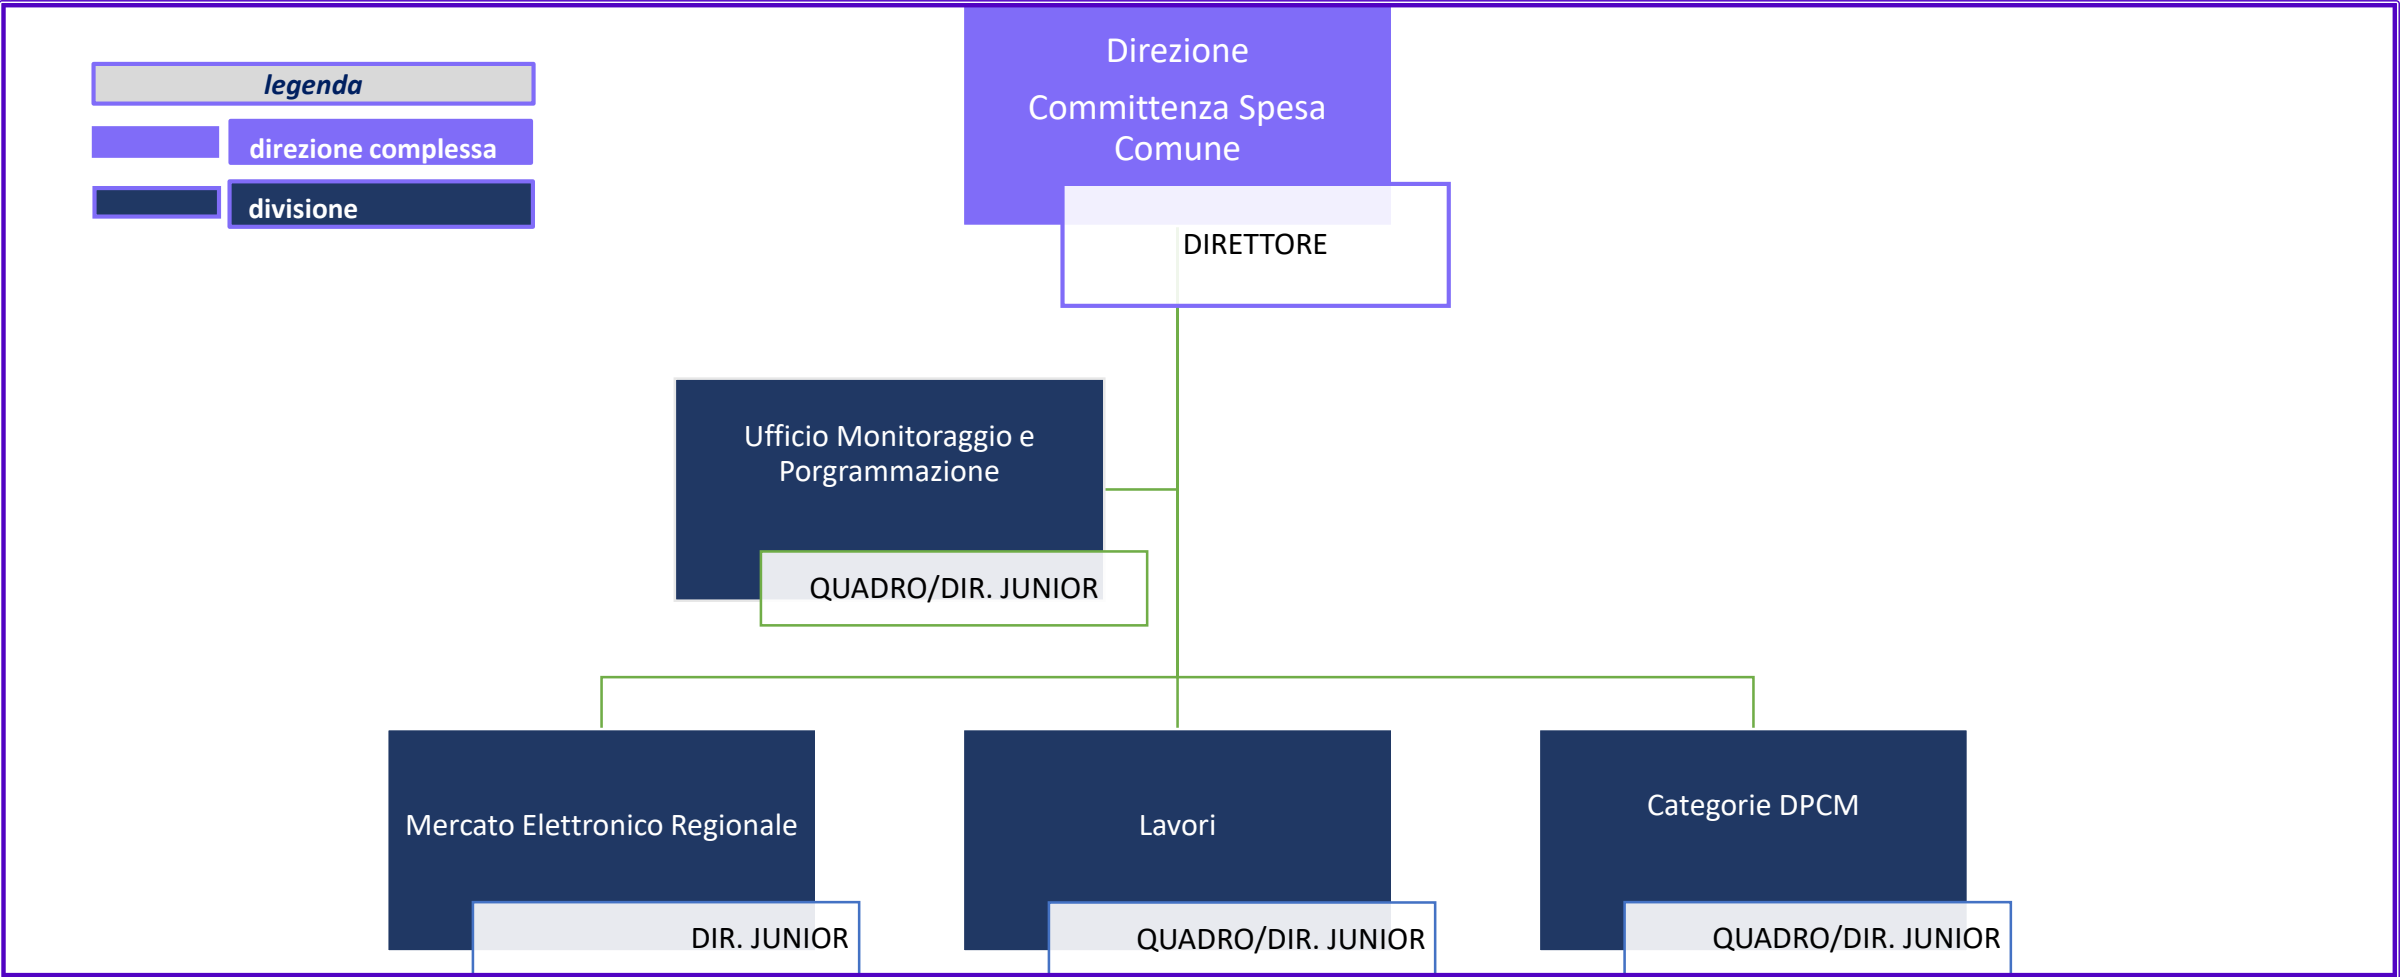 legenda
direzione complessa
divisione
Direzione
Committenza Spesa
Comune
DIRETTORE
Ufficio Monitoraggio e
Porgrammazione
QUADRO/DIR. JUNIOR
Mercato Elettronico Regionale
DIR. JUNIOR
Lavori
QUADRO/DIR. JUNIOR
Categorie DPCM
QUADRO/DIR. JUNIOR